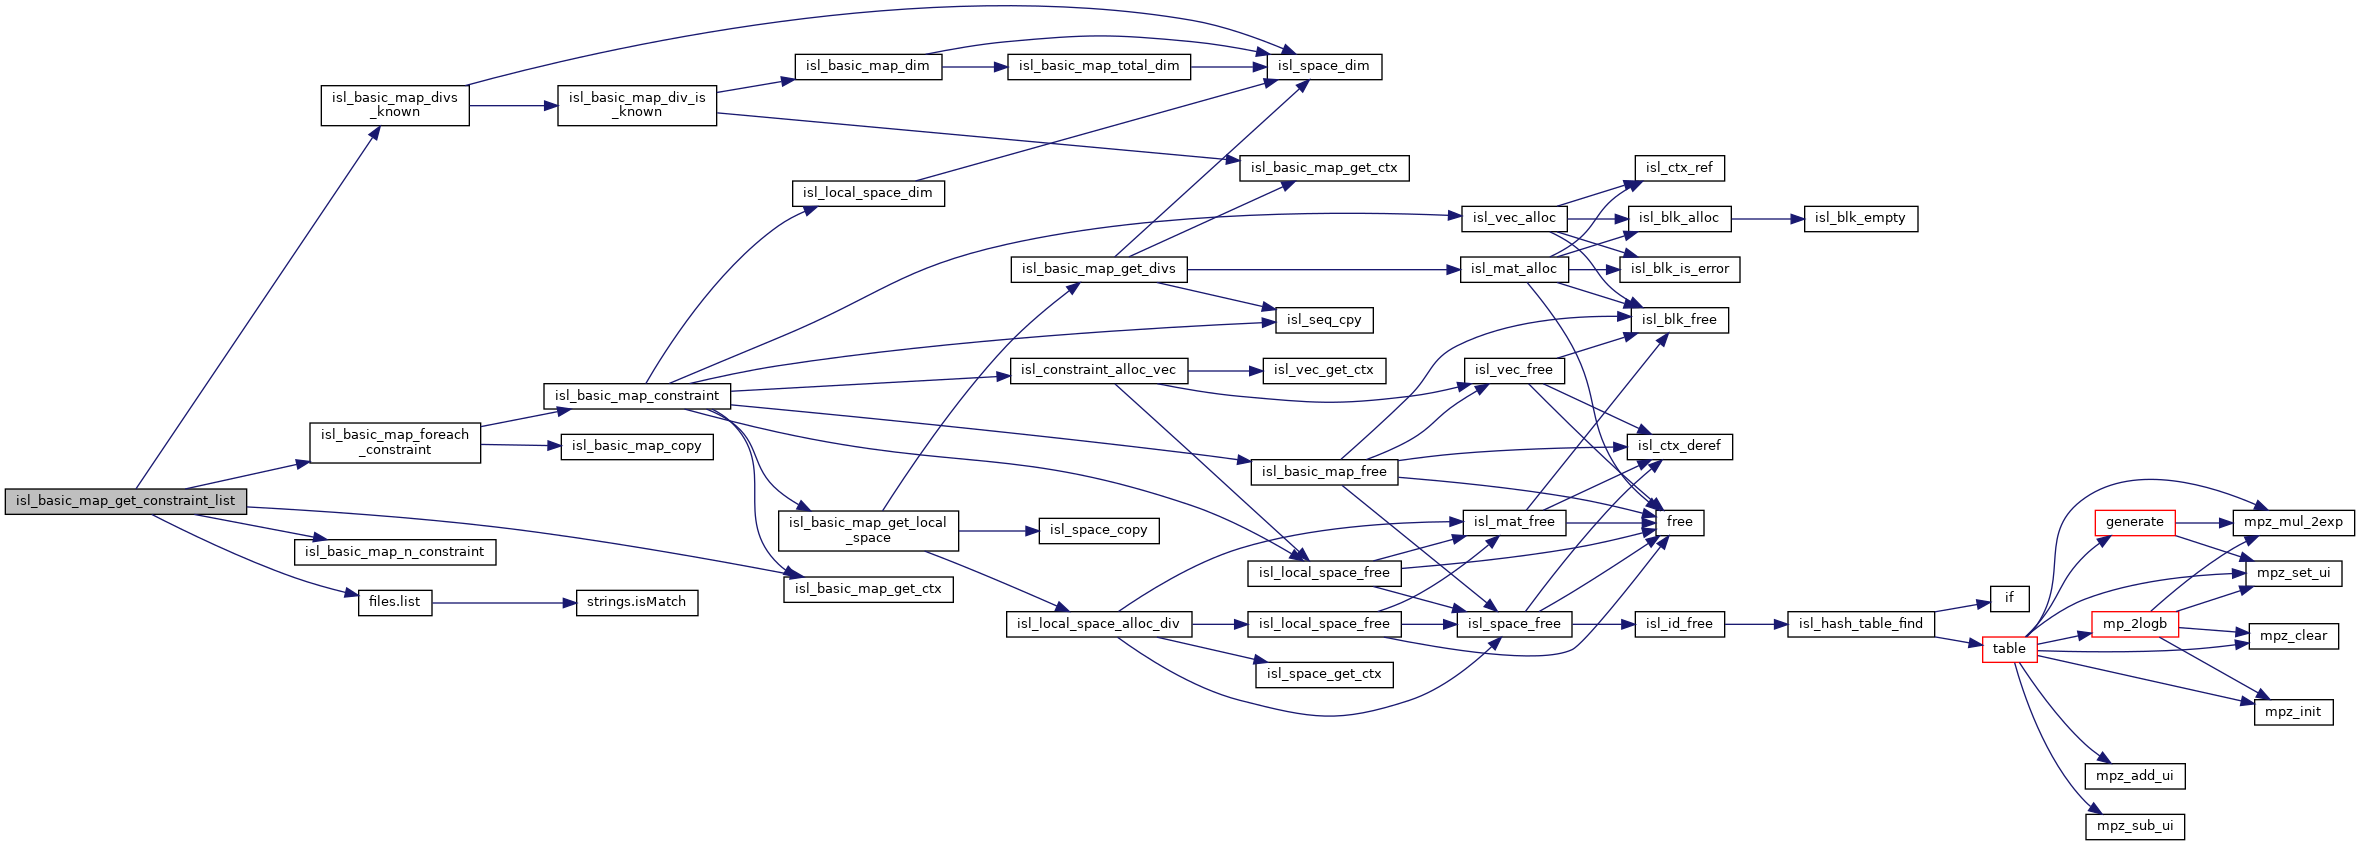 isl_basic_map_get_constraint_list
isl_basic_map_divs
_known
isl_basic_map_foreach
_constraint
isl_basic_map_n_constraint
files.list
isl_basic_map_div_is
_known
isl_basic_map_constraint
isl_basic_map_copy
strings.isMatch
isl_basic_map_dim
isl_local_space_dim
isl_basic_map_get_local
_space
isl_basic_map_get_ctx
isl_basic_map_total_dim
isl_basic_map_get_divs
isl_constraint_alloc_vec
isl_space_copy
isl_local_space_alloc_div
isl_space_dim
isl_basic_map_get_ctx
isl_seq_cpy
isl_vec_get_ctx
isl_basic_map_free
isl_local_space_free
isl_local_space_free
isl_space_get_ctx
isl_vec_alloc
isl_mat_alloc
isl_vec_free
isl_mat_free
isl_space_free
isl_ctx_ref
isl_blk_alloc
isl_blk_is_error
isl_blk_free
isl_ctx_deref
free
isl_id_free
isl_blk_empty
isl_hash_table_find
if
table
generate
mp_2logb
mpz_add_ui
mpz_sub_ui
mpz_mul_2exp
mpz_set_ui
mpz_clear
mpz_init